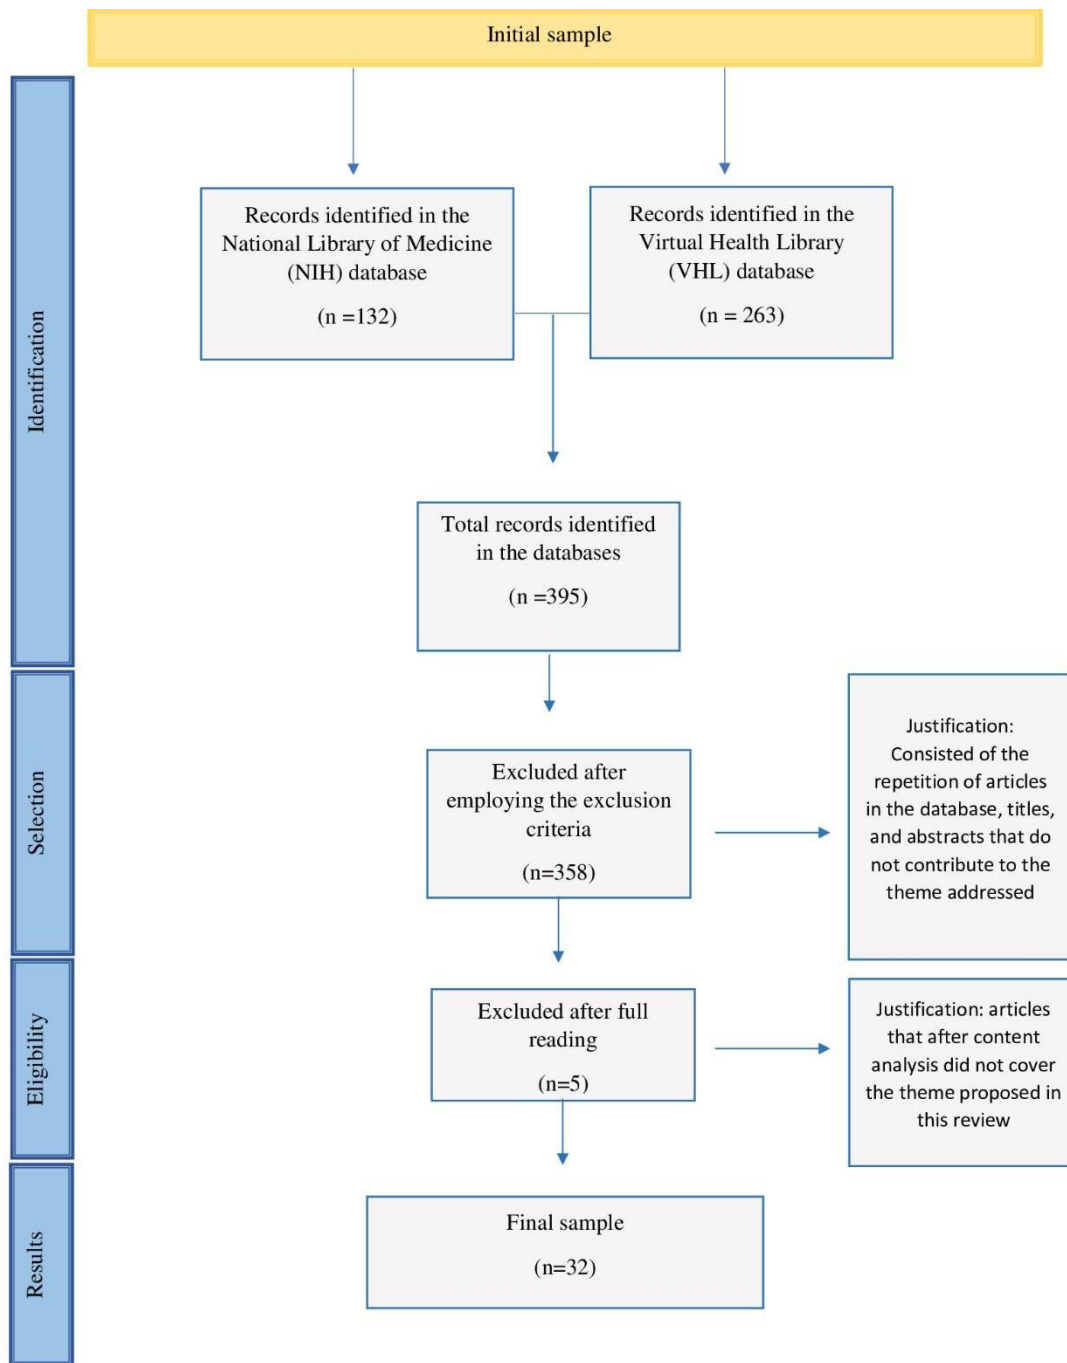 Initial sample
Identification
Records identified in the
National Library of Medicine
(NIH) database
(n =132)
Records identified in the
Virtual Health Library
(VHL) database
(n = 263)
Total records identified
in the databases
(n =395)
Selection
Excluded after
employing the exclusion
criteria
(n=358)
Justification:
Consisted of the
repetition of articles
in the database, titles,
and abstracts that do
not contribute to the
theme addressed
Eligibility
Excluded after full
reading
(n=5)
Justification: articles
that after content
analysis did not cover
the theme proposed in
this review
Results
Final sample
(n=32)